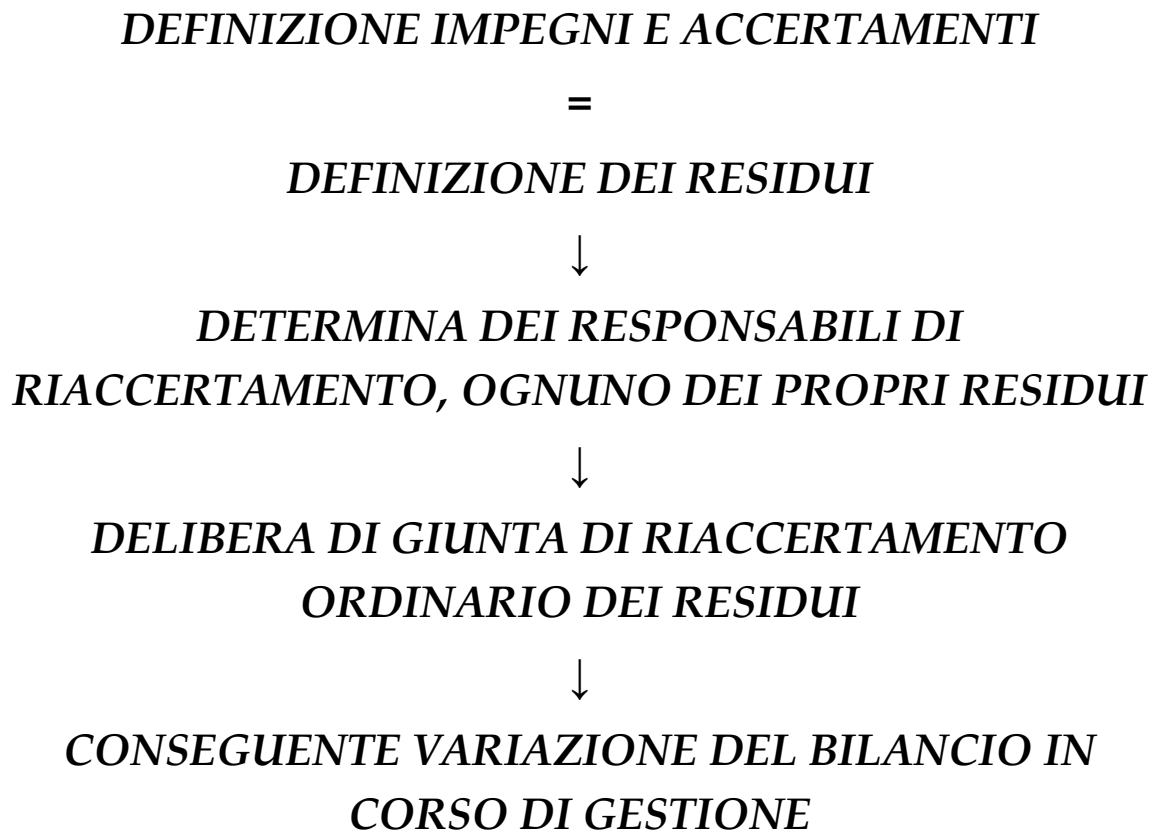 DEFINIZIONE IMPEGNI E ACCERTAMENTI
=
DEFINIZIONE DEI RESIDUI
↓
DETERMINA DEI RESPONSABILI DI
RIACCERTAMENTO, OGNUNO DEI PROPRI RESIDUI
↓
DELIBERA DI GIUNTA DI RIACCERTAMENTO
ORDINARIO DEI RESIDUI
↓
CONSEGUENTE VARIAZIONE DEL BILANCIO IN
CORSO DI GESTIONE